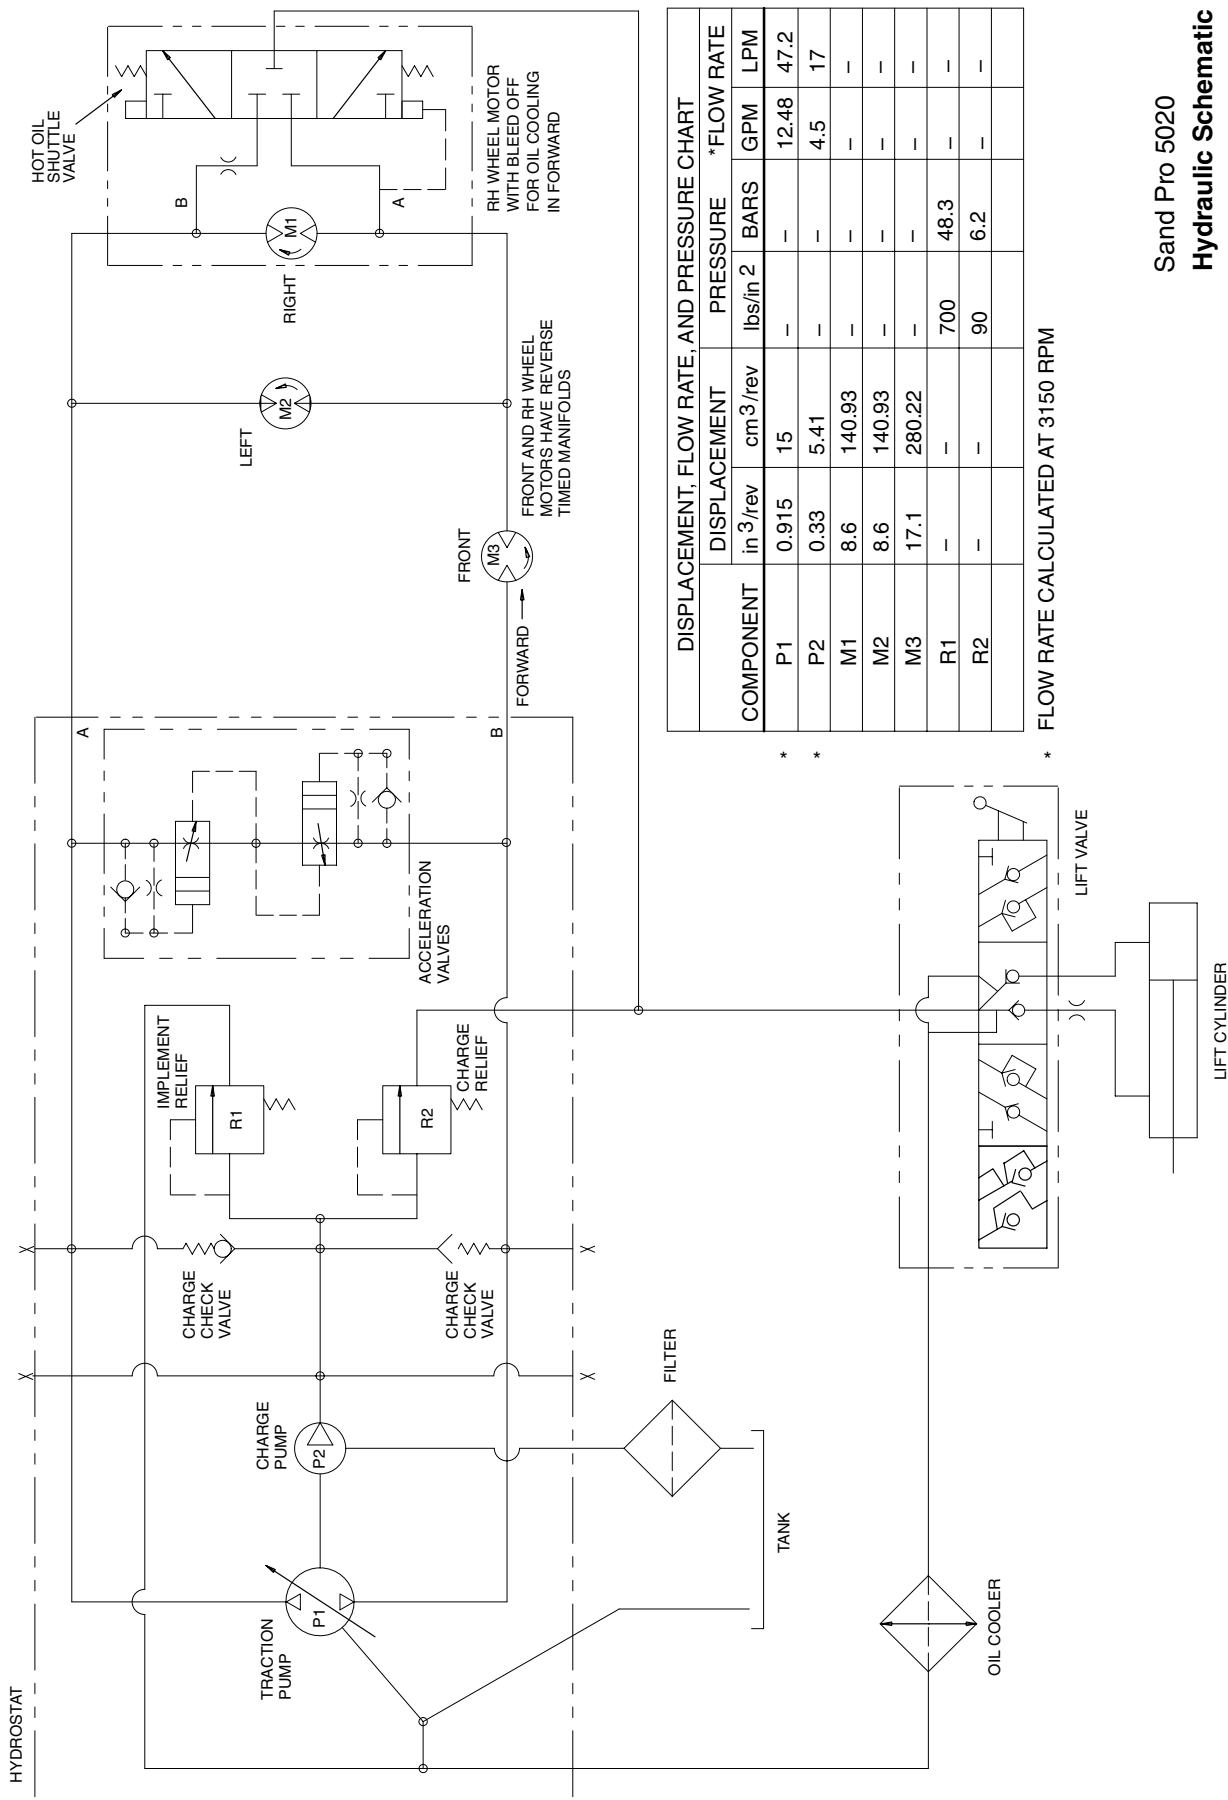 HYDROSTAT
TRACTION
PUMP
P1
CHARGE
PUMP
P2
CHARGE
CHECK
VALVE
CHARGE
CHECK
VALVE
X
X
X
X
IMPLEMENT
RELIEF
R1
CHARGE
RELIEF
R2
ACCELERATION
VALVES
A
B
FORWARD
FRONT
M3
FRONT AND RH WHEEL
MOTORS HAVE REVERSE
TIMED MANIFOLDS
LEFT
M2
RIGHT
M1
B
A
HOT OIL
SHUTTLE
VALVE
RH WHEEL MOTOR
WITH BLEED OFF
FOR OIL COOLING
IN FORWARD
FILTER
TANK
OIL COOLER
LIFT VALVE
LIFT CYLINDER
DISPLACEMENT, FLOW RATE, AND PRESSURE CHART
COMPONENT DISPLACEMENT PRESSURE *FLOW RATE
in3/rev cm3/rev lbs/in 2 BARS GPM LPM
* P1 0.915 15 – – 12.48 47.2
* P2 0.33 5.41 – – 4.5 17
M1 8.6 140.93 – – – –
M2 8.6 140.93 – – – –
M3 17.1 280.22 – – – –
R1 – – 700 48.3 – –
R2 – – 90 6.2 – –
* FLOW RATE CALCULATED AT 3150 RPM
Sand Pro 5020
Hydraulic Schematic